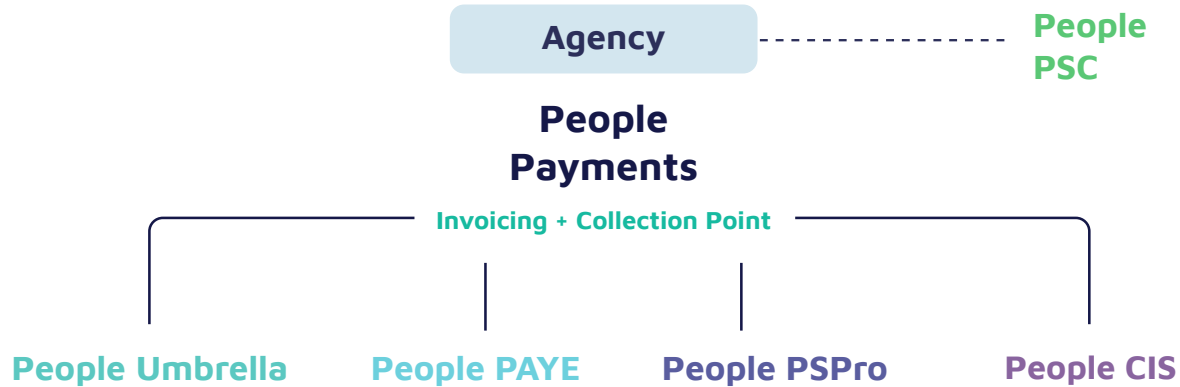 Agency
People
PSC
People
Payments
Invoicing + Collection Point
People Umbrella
People PAYE
People PSPro
People CIS